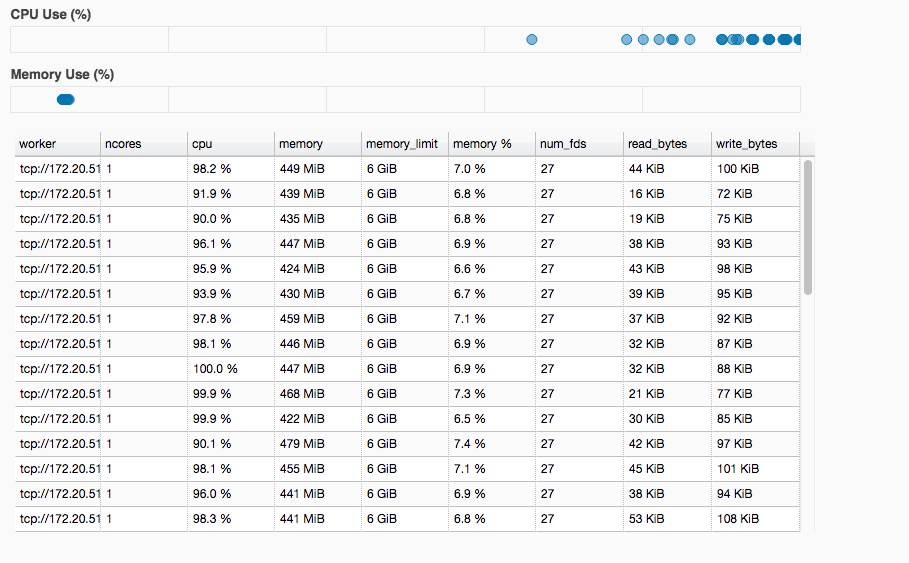 CPU Use (%)
Memory Use (%)
worker ncores cpu memory memory_limit memory % num_fds read_bytes write_bytes
tcp://172.20.51 1 98.2 % 449 MiB 6 GiB 7.0 % 27 44 KiB 100 KiB
tcp://172.20.51 1 91.9 % 439 MiB 6 GiB 6.8 % 27 16 KiB 72 KiB
tcp://172.20.51 1 90.0 % 435 MiB 6 GiB 6.8 % 27 19 KiB 75 KiB
tcp://172.20.51 1 96.1 % 447 MiB 6 GiB 6.9 % 27 38 KiB 93 KiB
tcp://172.20.51 1 95.9 % 424 MiB 6 GiB 6.6 % 27 43 KiB 98 KiB
tcp://172.20.51 1 93.9 % 430 MiB 6 GiB 6.7 % 27 39 KiB 95 KiB
tcp://172.20.51 1 97.8 % 459 MiB 6 GiB 7.1 % 27 37 KiB 92 KiB
tcp://172.20.51 1 98.1 % 446 MiB 6 GiB 6.9 % 27 32 KiB 87 KiB
tcp://172.20.51 1 100.0 % 447 MiB 6 GiB 6.9 % 27 32 KiB 88 KiB
tcp://172.20.51 1 99.9 % 468 MiB 6 GiB 7.3 % 27 21 KiB 77 KiB
tcp://172.20.51 1 99.9 % 422 MiB 6 GiB 6.5 % 27 30 KiB 85 KiB
tcp://172.20.51 1 90.1 % 479 MiB 6 GiB 7.4 % 27 42 KiB 97 KiB
tcp://172.20.51 1 98.1 % 455 MiB 6 GiB 7.1 % 27 45 KiB 101 KiB
tcp://172.20.51 1 96.0 % 441 MiB 6 GiB 6.9 % 27 38 KiB 94 KiB
tcp://172.20.51 1 98.3 % 441 MiB 6 GiB 6.8 % 27 53 KiB 108 KiB